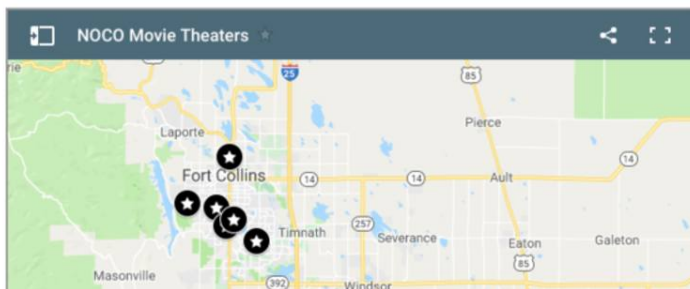 NOCO Movie Theaters
25
85
Laporte
Pierce
14
Fort Collins
14
14
Ault
257
Timnath
Severance
Eaton
Galeton
85
Masonville
392
Windsor